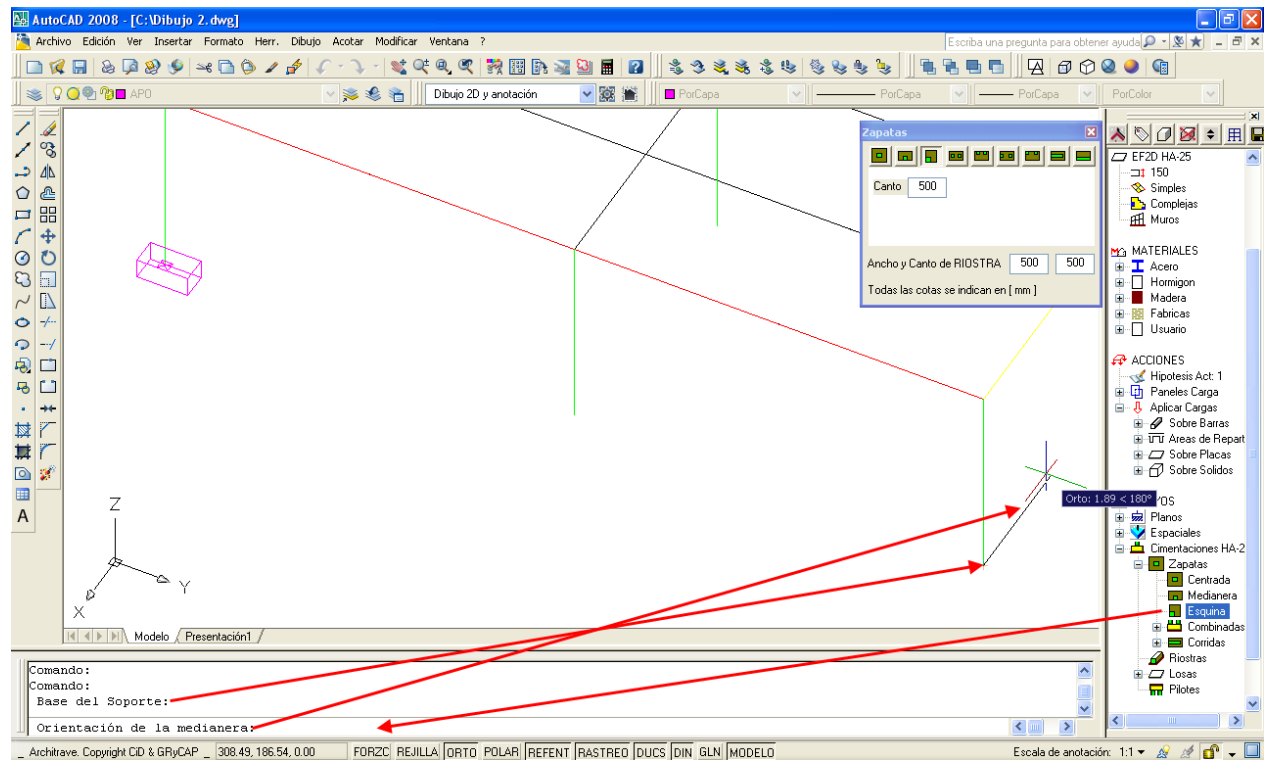 AutoCAD 2008 - [C:\Dibujo 2.dwg]
Archivo Edición Ver Insertar Formato Herr. Dibujo Acotar Modificar Ventana ?
Escriba una pregunta para obtener ayuda
AP0
Dibujo 2D y anotación
PorCapa
PorCapa
PorCapa
PorColor
Zapatas
Canto 500
Ancho y Canto de RIOSTRA 500 500
Todas las cotas se indican en [ mm ]
EF2D HA-25
150
Simples
Complejas
Muros
MATERIALES
Acero
Hormigon
Madera
Fabricas
Usuario
ACCIONES
Hipotesis Act: 1
Paneles Carga
Aplicar Cargas
Sobre Barras
Areas de Repart
Sobre Placas
Sobre Solidos
Orto: 1.89 < 180°
YOS
Planos
Espaciales
Cimentaciones HA-2
Zapatas
Centrada
Medianera
Esquina
Combinadas
Corridas
Riostras
Losas
Pilotes
Z
Y
X
A
Modelo Presentación1
Comando:
Comando:
Base del Soporte:
Orientación de la medianera:
_ Architrave. Copyright CiD & GRyCAP _ 308.49, 186.54, 0.00 FORZC REJILLA ORTO POLAR REFENT RASTREO DUCS DIN GLN MODELO Escala de anotación: 1:1